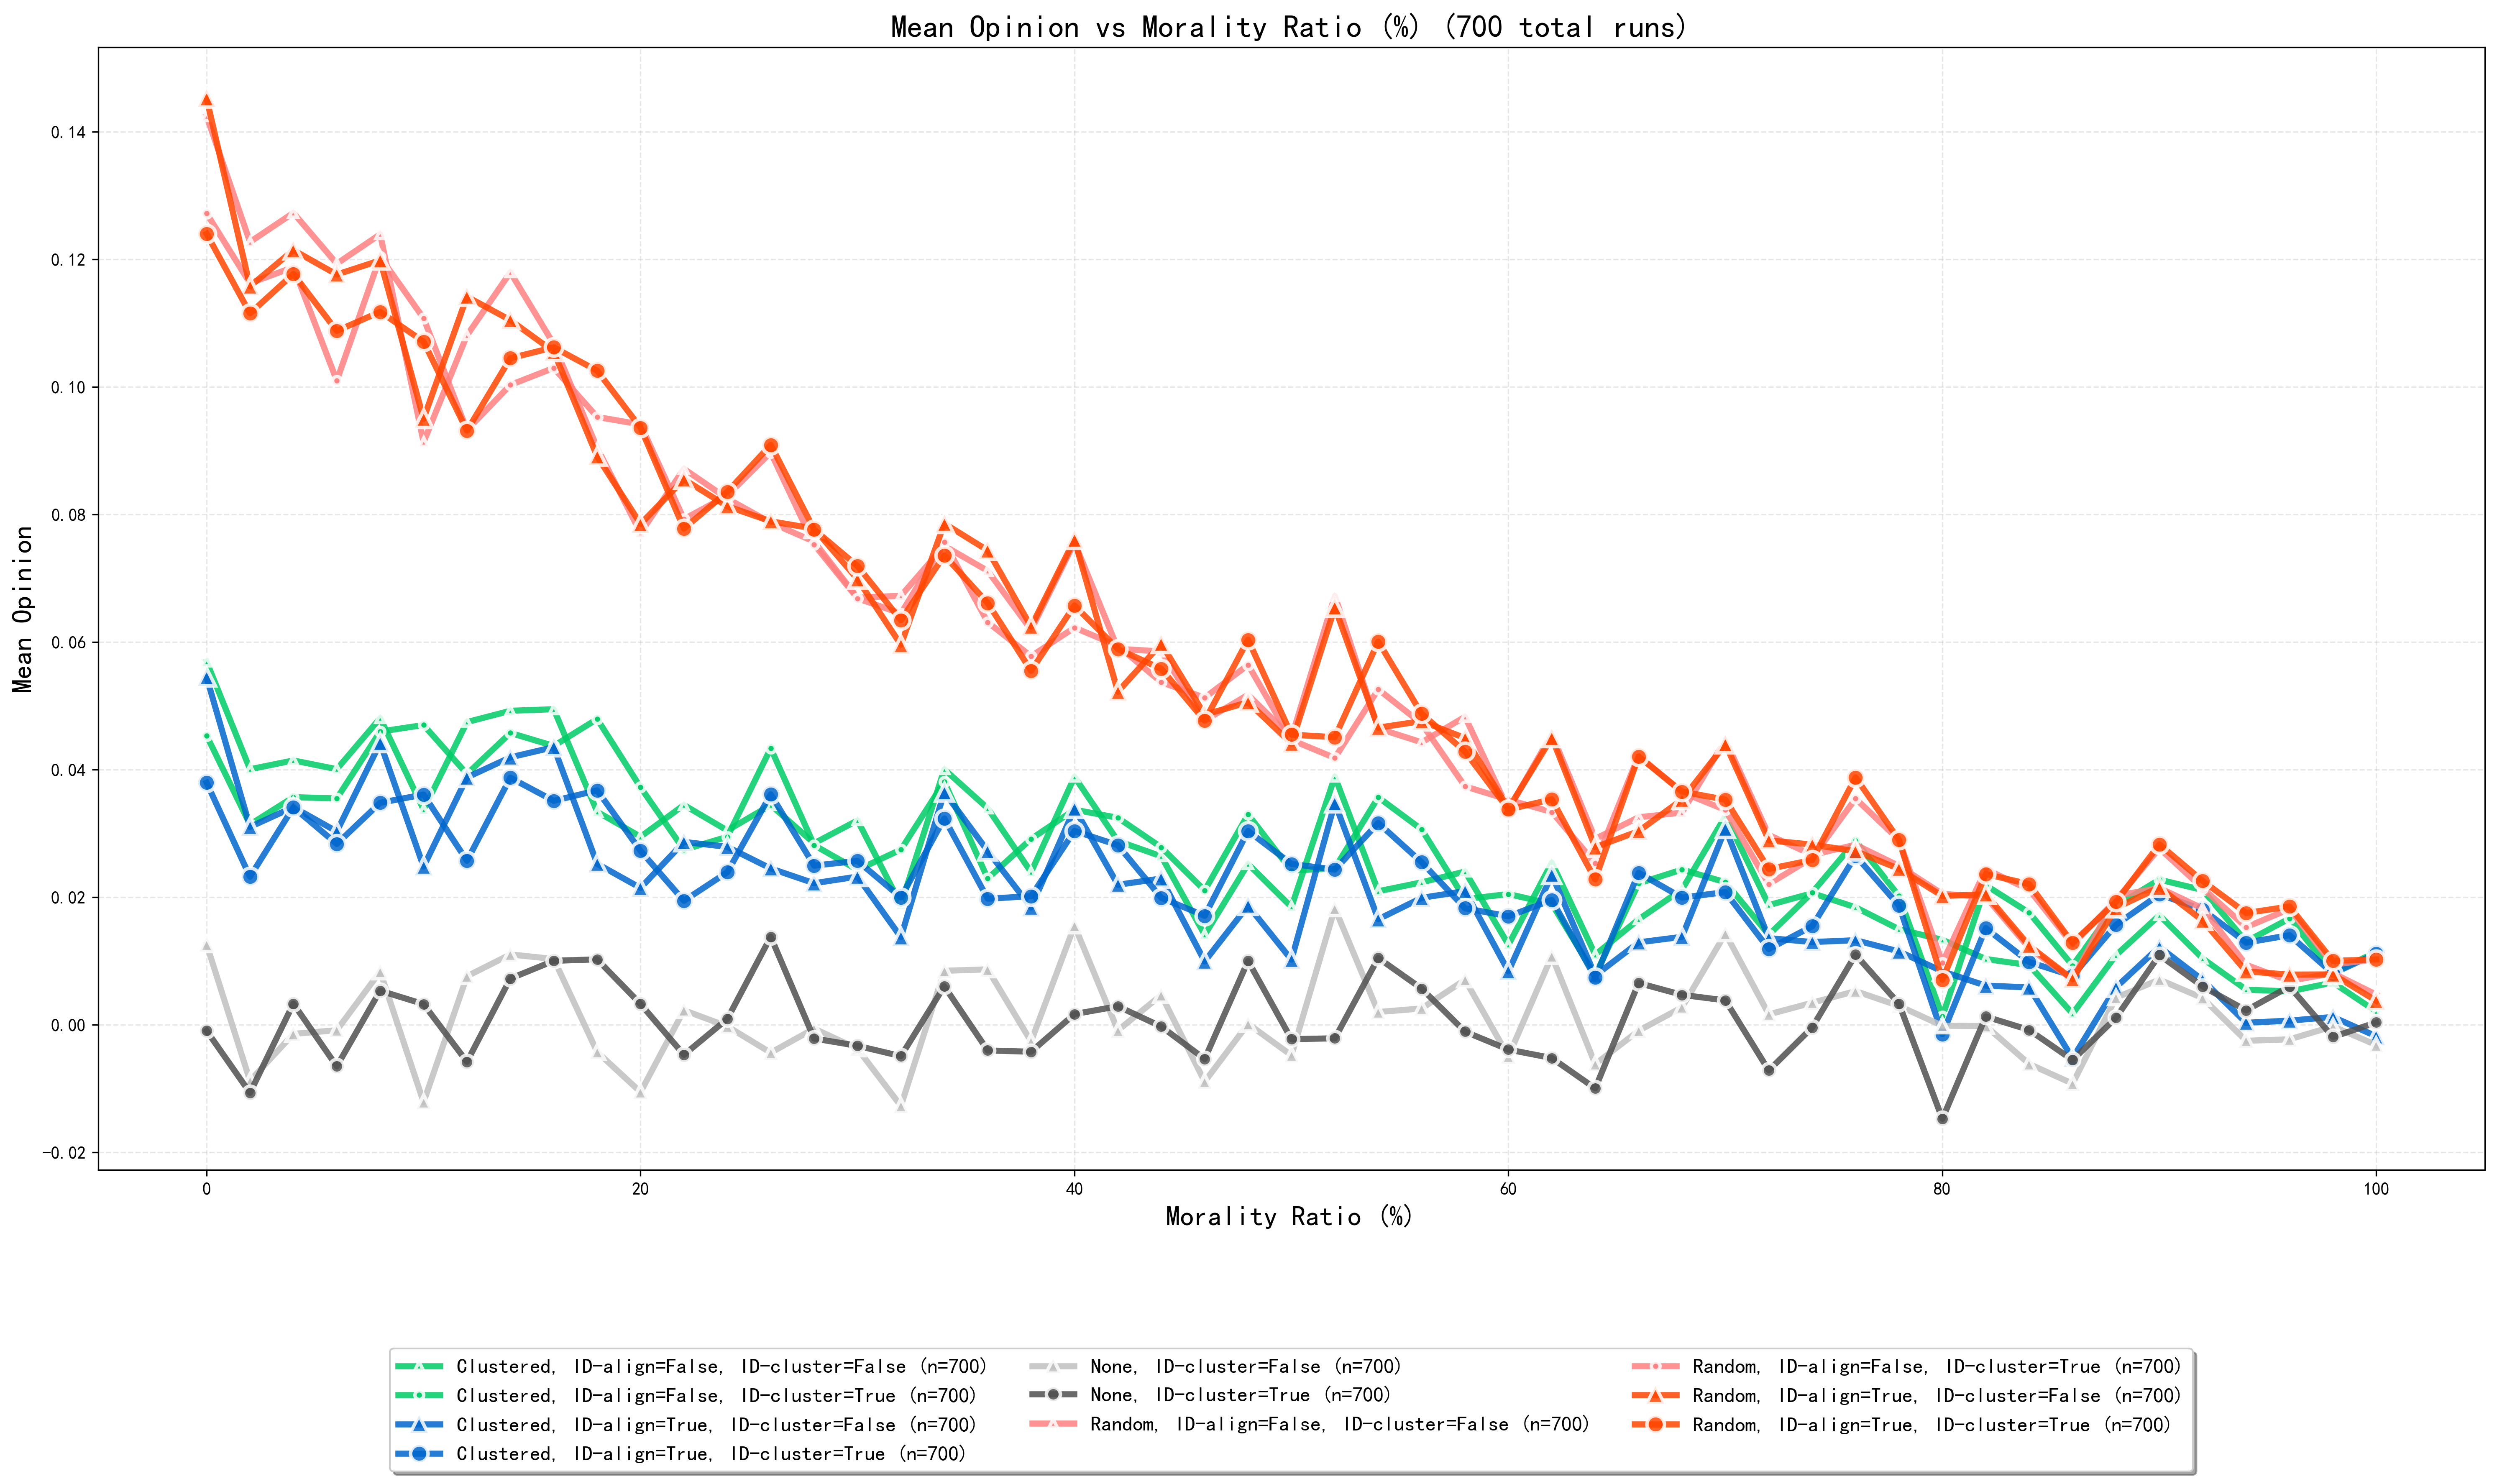 Mean Opinion vs Morality Ratio (%) (700 total runs)
0.14
0.12
0.10
0.08
0.06
0.04
0.02
0.00
-0.02
Mean Opinion
0
20
40
60
80
100
Morality Ratio (%)
Clustered, ID-align=False, ID-cluster=False (n=700)
Clustered, ID-align=False, ID-cluster=True (n=700)
Clustered, ID-align=True, ID-cluster=False (n=700)
Clustered, ID-align=True, ID-cluster=True (n=700)
None, ID-cluster=False (n=700)
None, ID-cluster=True (n=700)
Random, ID-align=False, ID-cluster=False (n=700)
Random, ID-align=False, ID-cluster=True (n=700)
Random, ID-align=True, ID-cluster=False (n=700)
Random, ID-align=True, ID-cluster=True (n=700)